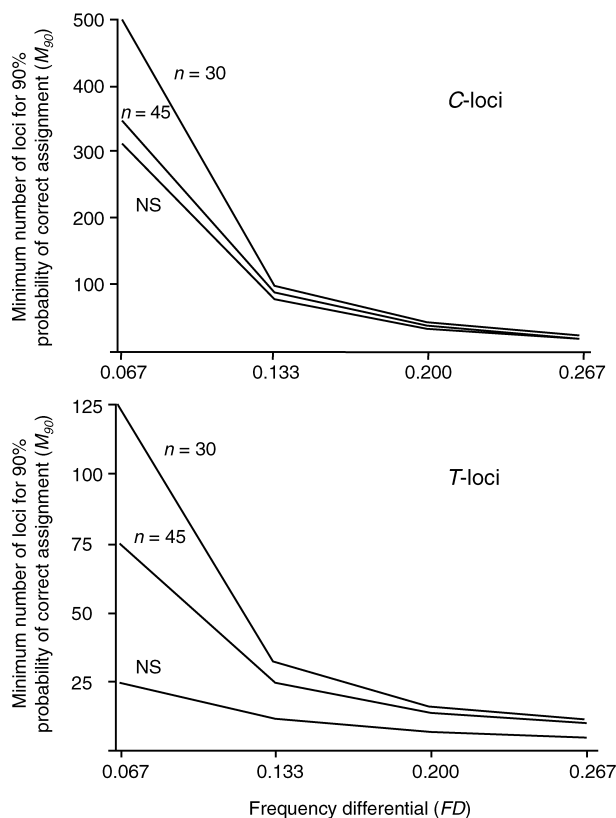 Minimum number of loci for 90%
probability of correct assignment (M90)
500
400
300
200
100
n = 30
n = 45
NS
C-loci
0.067
0.133
0.200
0.267
Minimum number of loci for 90%
probability of correct assignment (M90)
125
100
75
50
25
n = 30
n = 45
NS
T-loci
0.067
0.133
0.200
0.267
Frequency differential (FD)